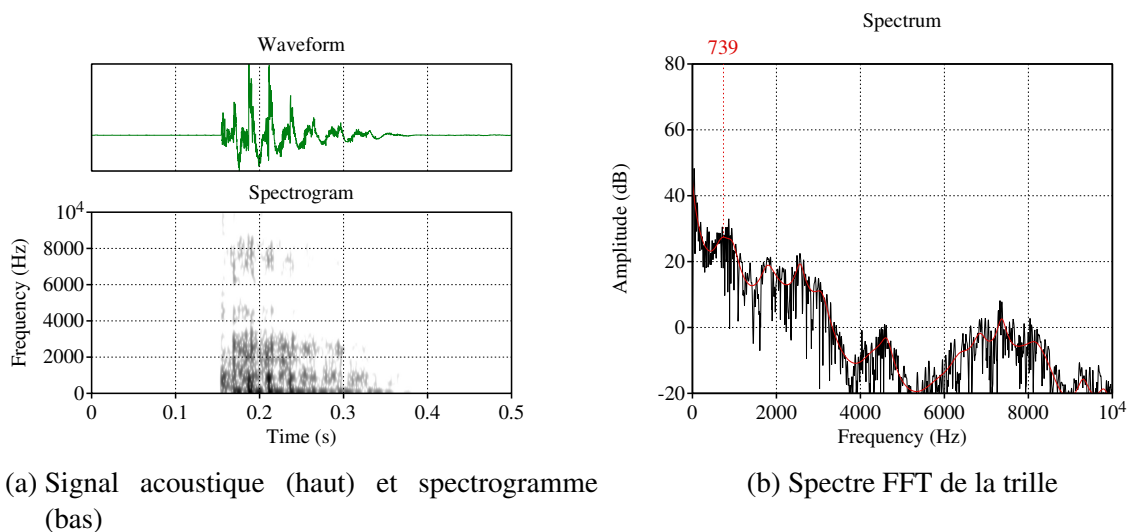 Waveform
Spectrogram
10^4
8000
6000
4000
2000
0
Frequency (Hz)
0 0.1 0.2 0.3 0.4 0.5
Time (s)
(a) Signal acoustique (haut) et spectrogramme
(bas)
Spectrum
739
80
60
40
20
0
-20
Amplitude (dB)
0 2000 4000 6000 8000 10^4
Frequency (Hz)
(b) Spectre FFT de la trille